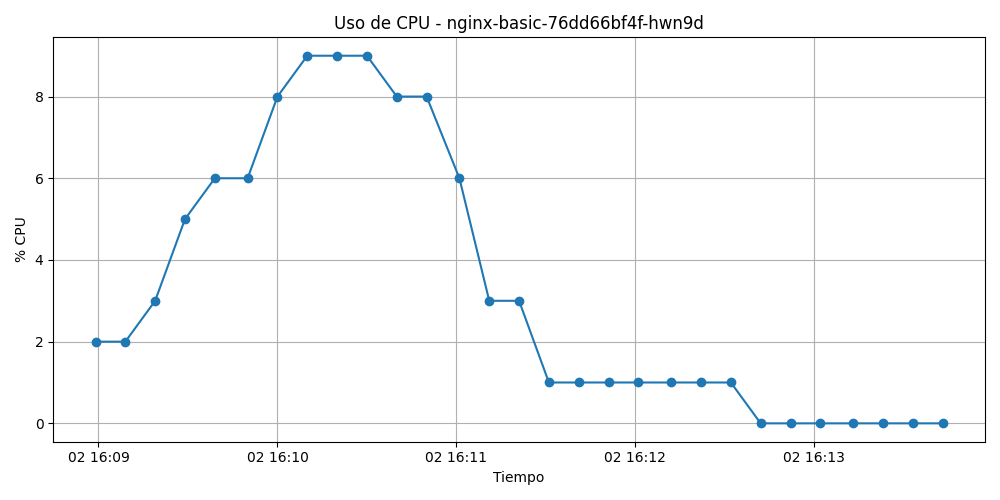 Uso de CPU - nginx-basic-76dd66bf4f-hwn9d
% CPU
8
6
4
2
0
02 16:09 02 16:10 02 16:11 02 16:12 02 16:13
Tiempo